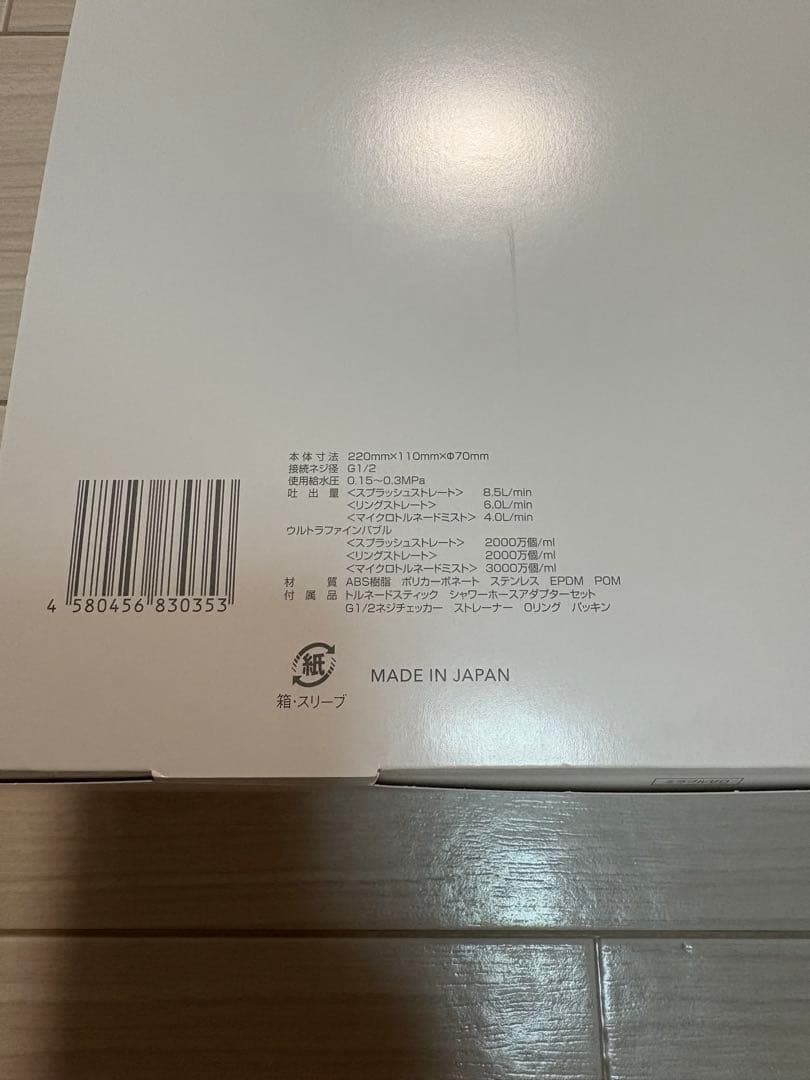 本体寸法 220mm×110mm×Φ70mm
接続ネジ径 G1/2
使用給水圧 0.15～0.3MPa
吐出量 <スプラッシュストレート> 8.5L/min
<リングストレート> 6.0L/min
<マイクロトルネードミスト> 4.0L/min
ウルトラファインバブル
<スプラッシュストレート> 2000万個/ml
<リングストレート> 2000万個/ml
<マイクロトルネードミスト> 3000万個/ml
材質 ABS樹脂 ポリカーボネート ステンレス EPDM POM
付属品 トルネードスティック シャワーホースアダプターセット
G1/2ネジチェッカー ストレーナー Oリング パッキン
4 580456 830353
紙
箱・スリーブ
MADE IN JAPAN